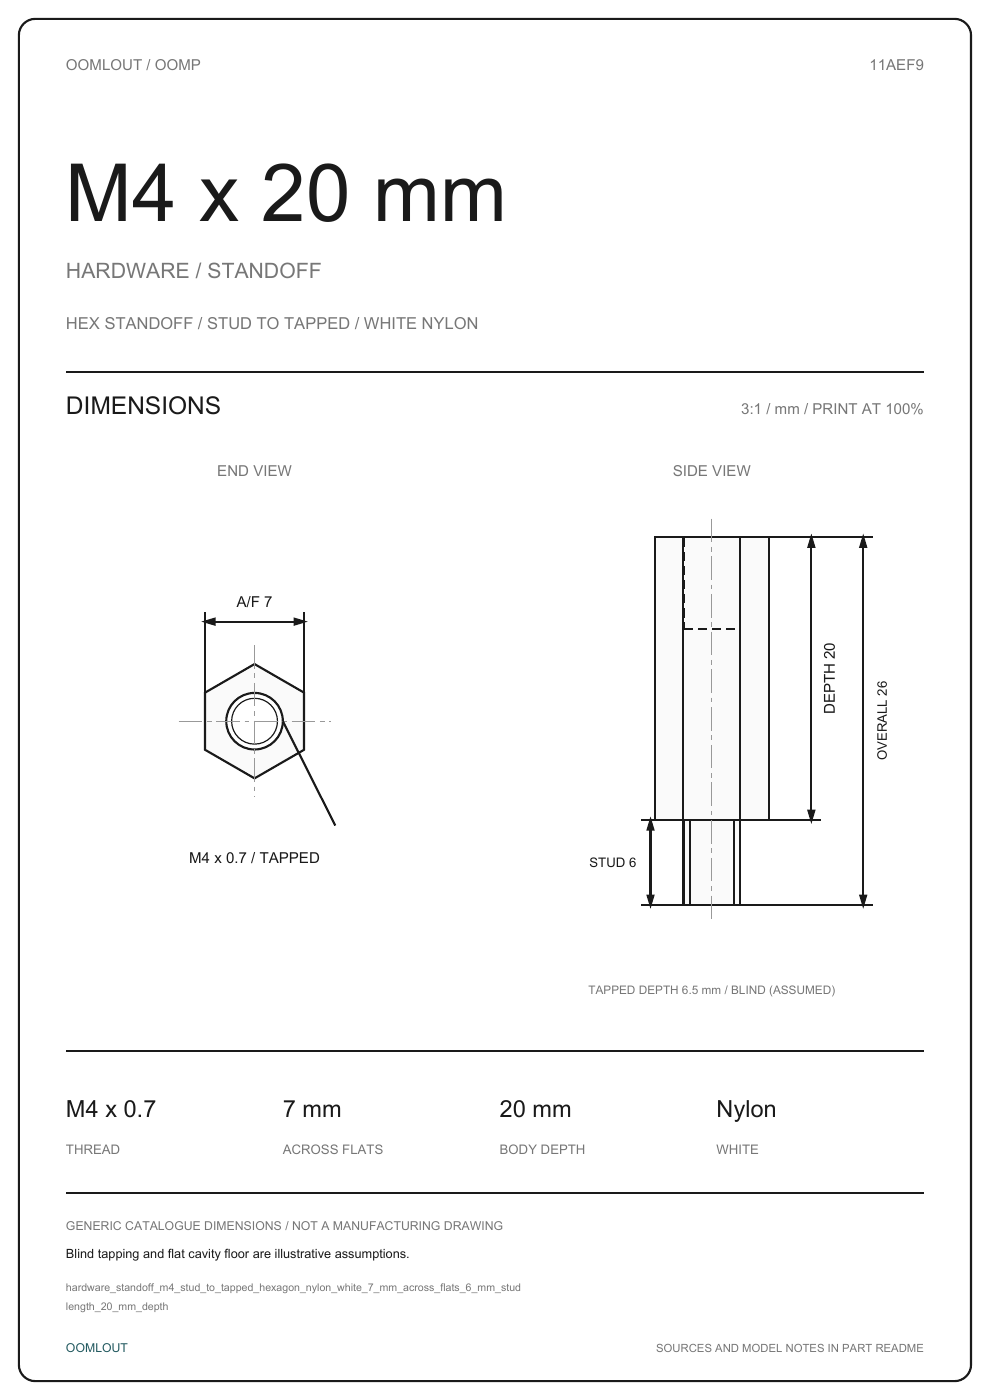 OOMLOUT / OOMP
11AEF9
M4 x 20 mm
HARDWARE / STANDOFF
HEX STANDOFF / STUD TO TAPPED / WHITE NYLON
DIMENSIONS
3:1 / mm / PRINT AT 100%
END VIEW
SIDE VIEW
A/F 7
M4 x 0.7 / TAPPED
DEPTH 20
OVERALL 26
STUD 6
TAPPED DEPTH 6.5 mm / BLIND (ASSUMED)
M4 x 0.7
7 mm
20 mm
Nylon
THREAD
ACROSS FLATS
BODY DEPTH
WHITE
GENERIC CATALOGUE DIMENSIONS / NOT A MANUFACTURING DRAWING
Blind tapping and flat cavity floor are illustrative assumptions.
hardware_standoff_m4_stud_to_tapped_hexagon_nylon_white_7_mm_across_flats_6_mm_stud
length_20_mm_depth
OOMLOUT
SOURCES AND MODEL NOTES IN PART README